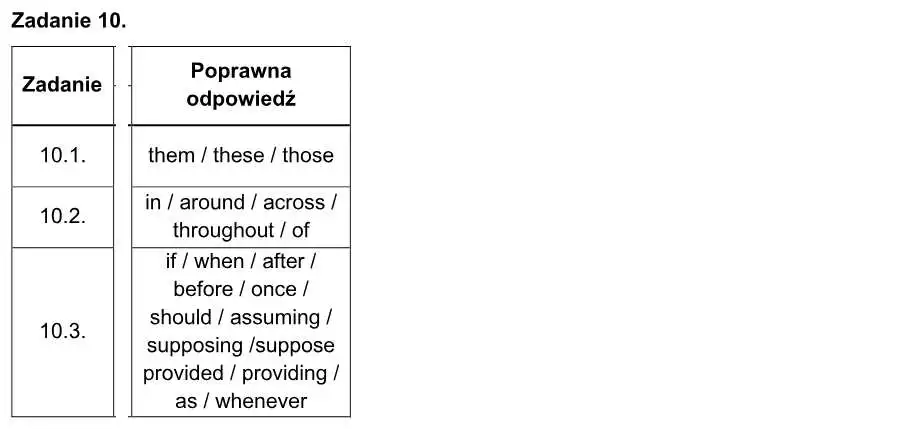 Zadanie 10.
Zadanie
Poprawna
odpowiedź
10.1.
them / these / those
10.2.
in / around / across /
throughout / of
10.3.
if / when / after /
before / once /
should / assuming /
supposing /suppose
provided / providing /
as / whenever